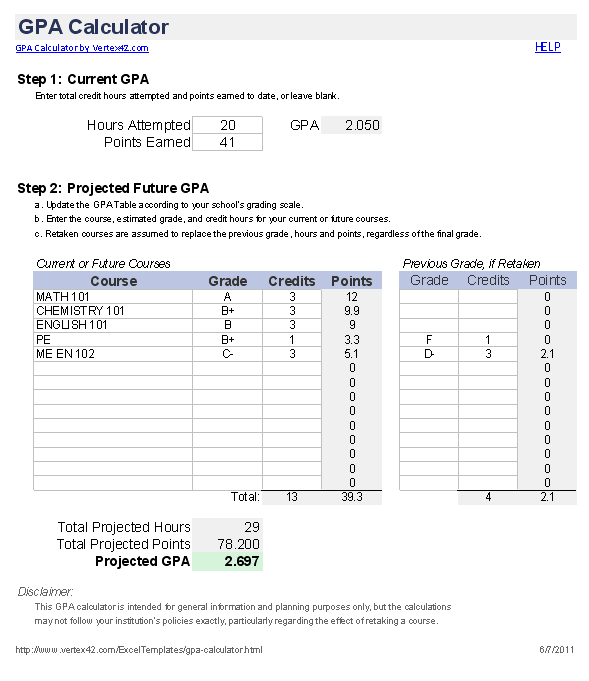 GPA Calculator
GPA Calculator by Vertex42.com HELP
Step 1: Current GPA
Enter total credit hours attempted and points earned to date, or leave blank.
Hours Attempted 20 GPA 2.050
Points Earned 41
Step 2: Projected Future GPA
a. Update the GPA Table according to your school's grading scale.
b. Enter the course, estimated grade, and credit hours for your current or future courses.
c. Retaken courses are assumed to replace the previous grade, hours and points, regardless of the final grade.
Current or Future Courses Previous Grade, if Retaken
Course Grade Credits Points Grade Credits Points
MATH 101 A 3 12 0
CHEMISTRY 101 B+ 3 9.9 0
ENGLISH 101 B 3 9 0
PE B+ 1 3.3 F 1 0
ME EN 102 C- 3 5.1 D- 3 2.1
0 0
0 0
0 0
0 0
0 0
0 0
0 0
0 0
0 0
Total: 13 39.3 4 2.1
Total Projected Hours 29
Total Projected Points 78.200
Projected GPA 2.697
Disclaimer:
This GPA calculator is intended for general information and planning purposes only, but the calculations
may not follow your institution's policies exactly, particularly regarding the effect of retaking a course.
http://www.vertex42.com/ExcelTemplates/gpa-calculator.html 6/7/2011